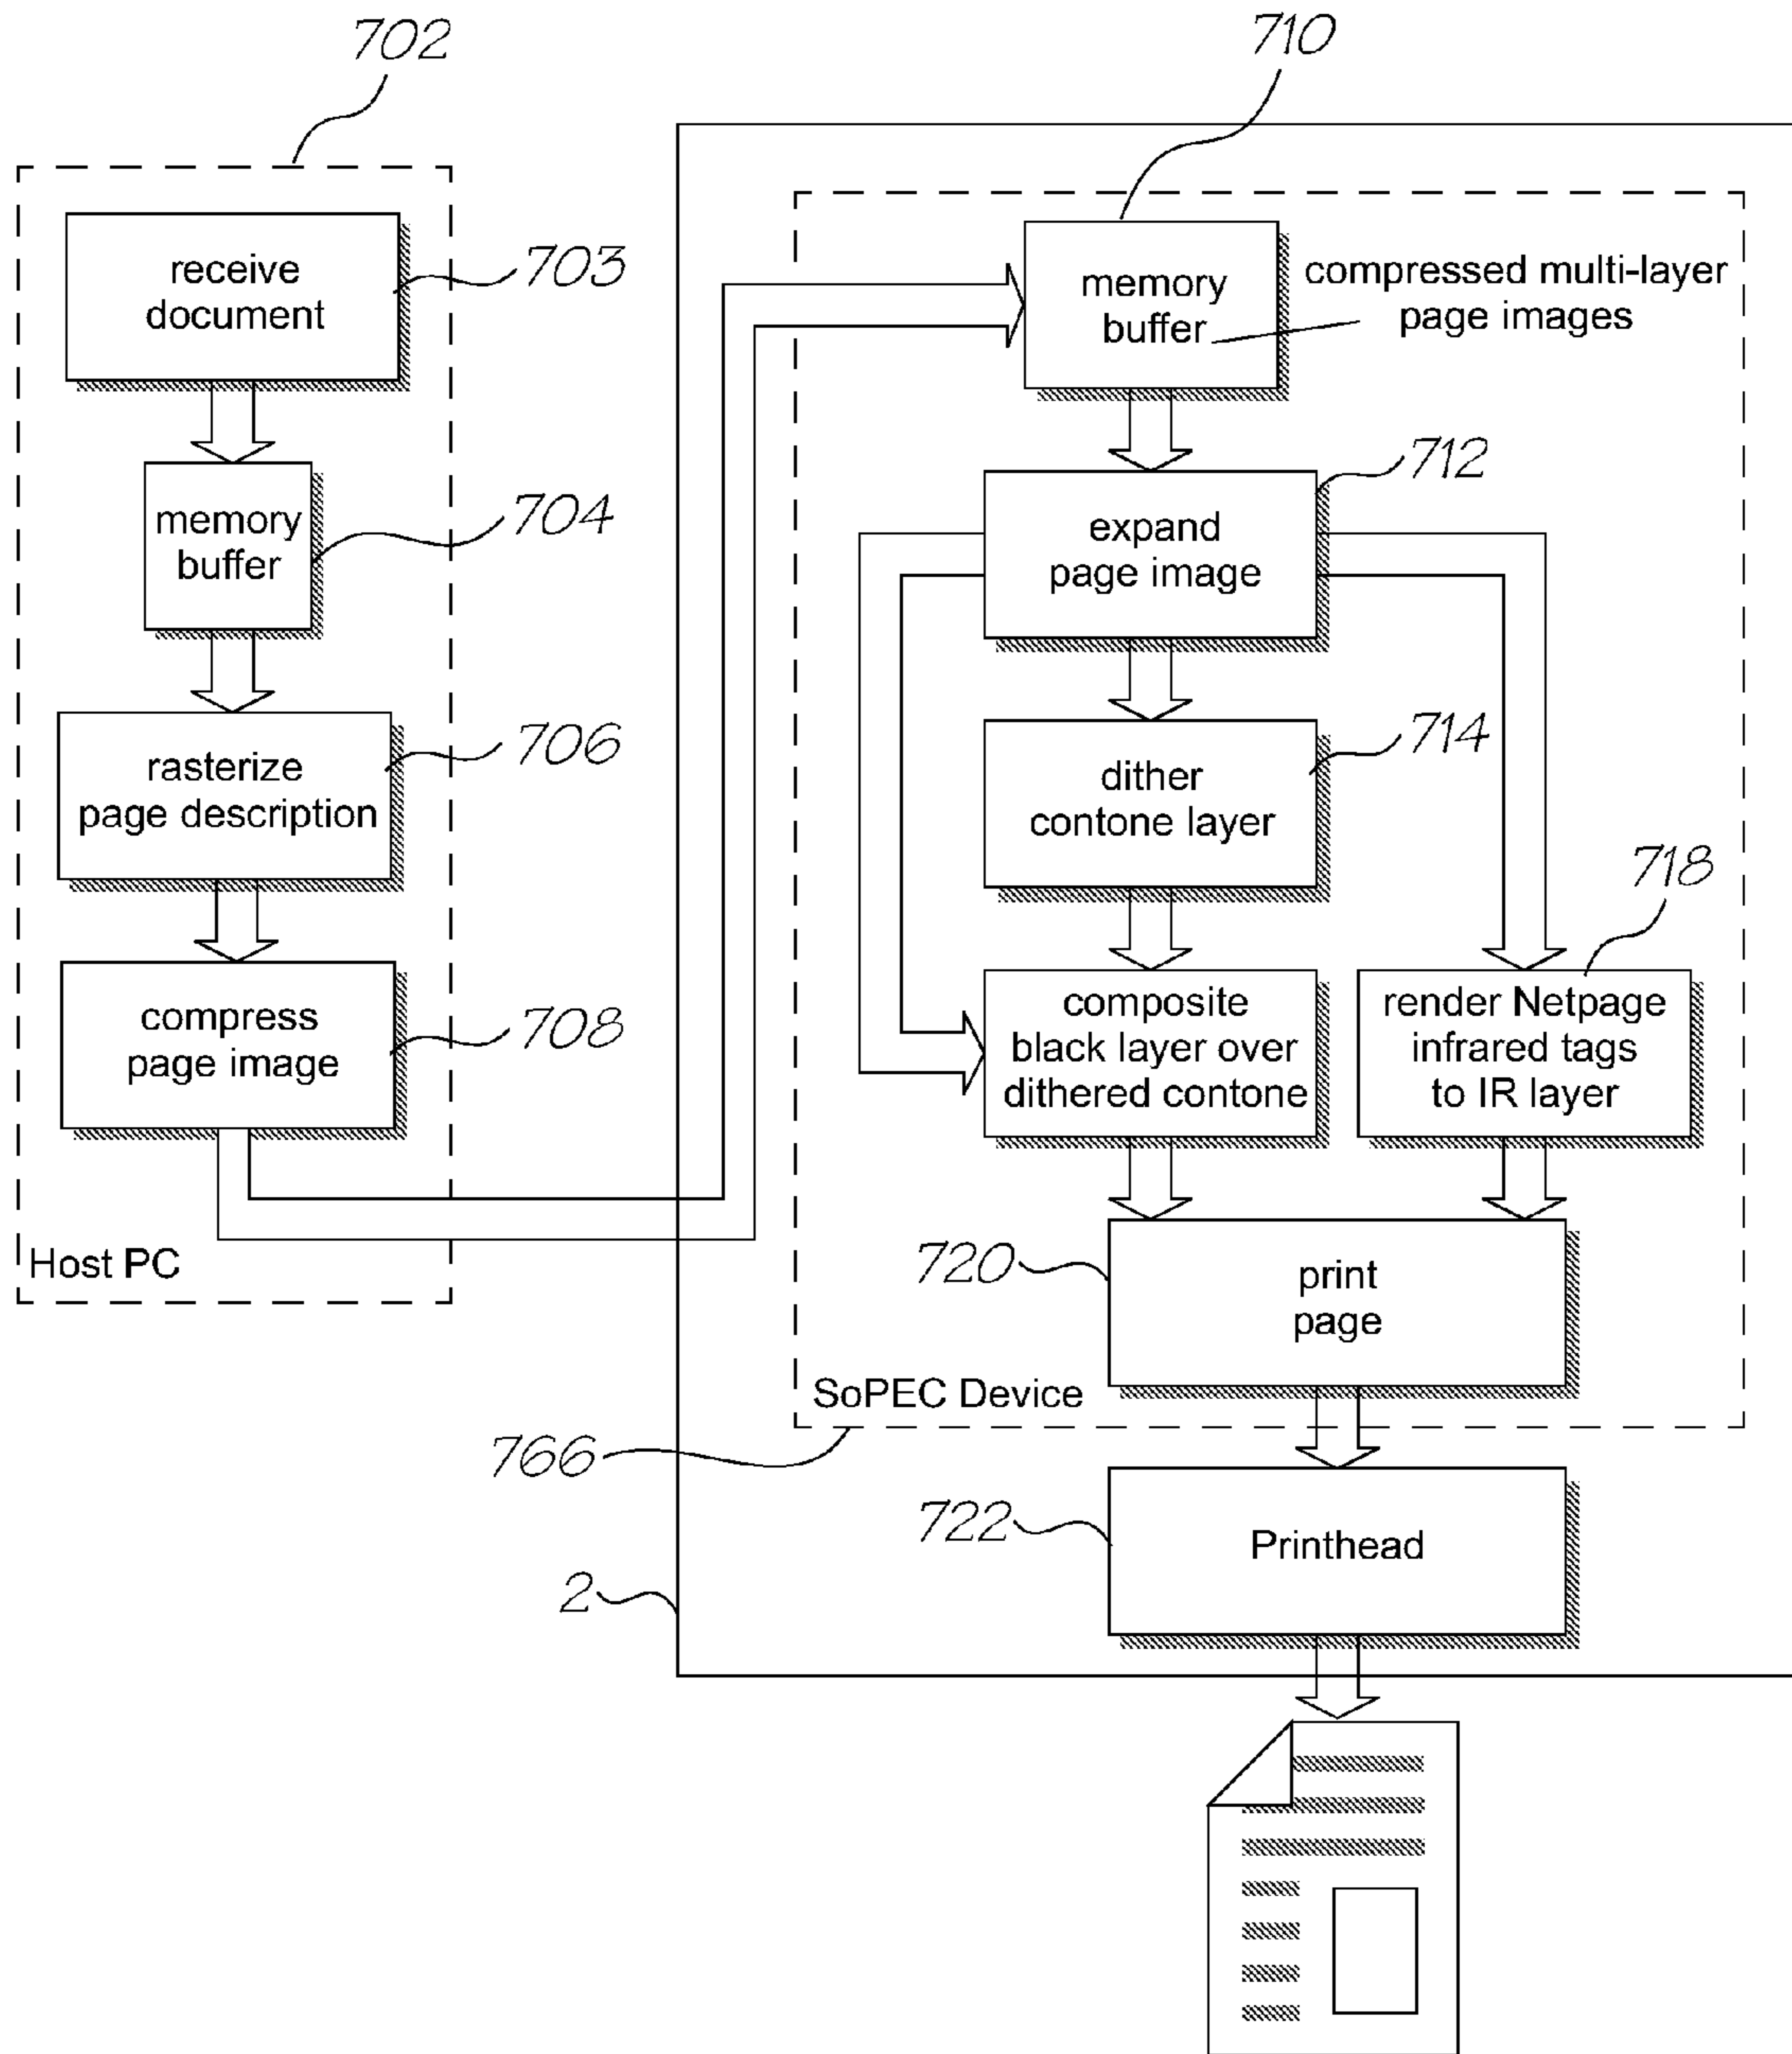 702
receive
document
703
memory
buffer
704
rasterize
page description
706
compress
page image
708
Host PC
710
memory
buffer
compressed multi-layer
page images
expand
page image
712
dither
contone layer
714
composite
black layer over
dithered contone
718
render Netpage
infrared tags
to IR layer
720
print
page
SoPEC Device
766
722
Printhead
2